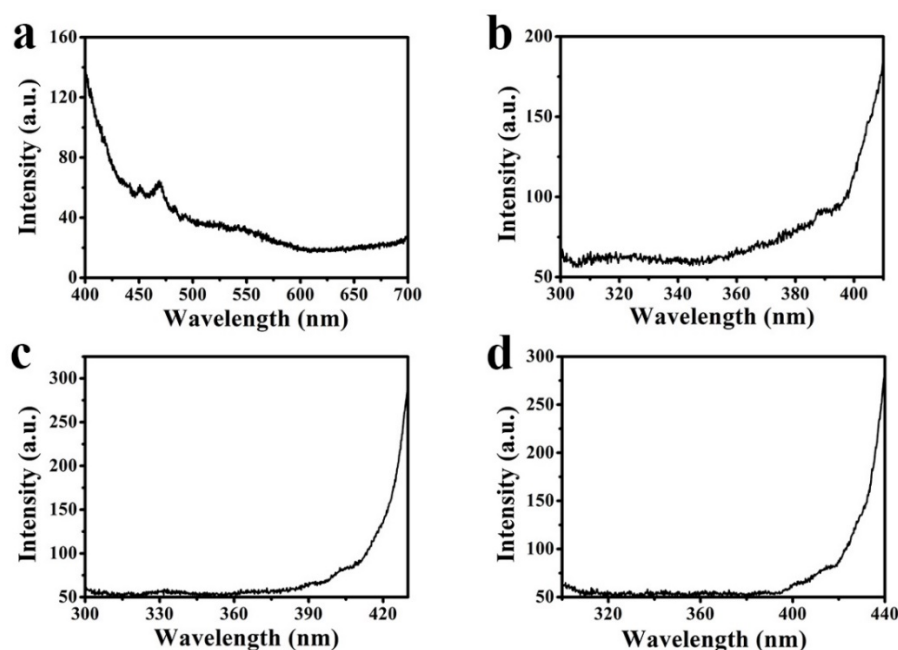 a
Intensity (a.u.)
160
120
80
40
0
400 450 500 550 600 650 700
Wavelength (nm)
b
Intensity (a.u.)
200
150
100
50
300 320 340 360 380 400
Wavelength (nm)
c
Intensity (a.u.)
300
250
200
150
100
50
300 330 360 390 420
Wavelength (nm)
d
Intensity (a.u.)
300
250
200
150
100
50
320 360 400 440
Wavelength (nm)